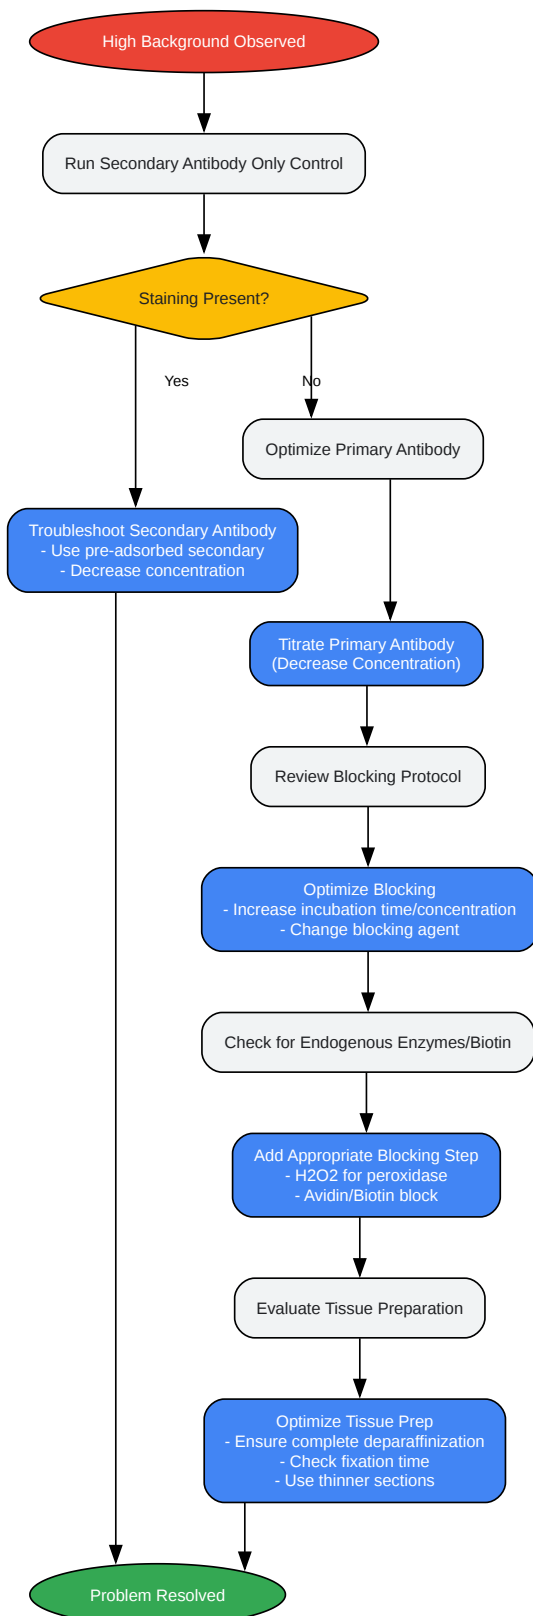 High Background Observed
Run Secondary Antibody Only Control
Staining Present?
Yes
No
Optimize Primary Antibody
Troubleshoot Secondary Antibody
- Use pre-adsorbed secondary
- Decrease concentration
Titrate Primary Antibody
(Decrease Concentration)
Review Blocking Protocol
Optimize Blocking
- Increase incubation time/concentration
- Change blocking agent
Check for Endogenous Enzymes/Biotin
Add Appropriate Blocking Step
- H2O2 for peroxidase
- Avidin/Biotin block
Evaluate Tissue Preparation
Optimize Tissue Prep
- Ensure complete deparaffinization
- Check fixation time
- Use thinner sections
Problem Resolved